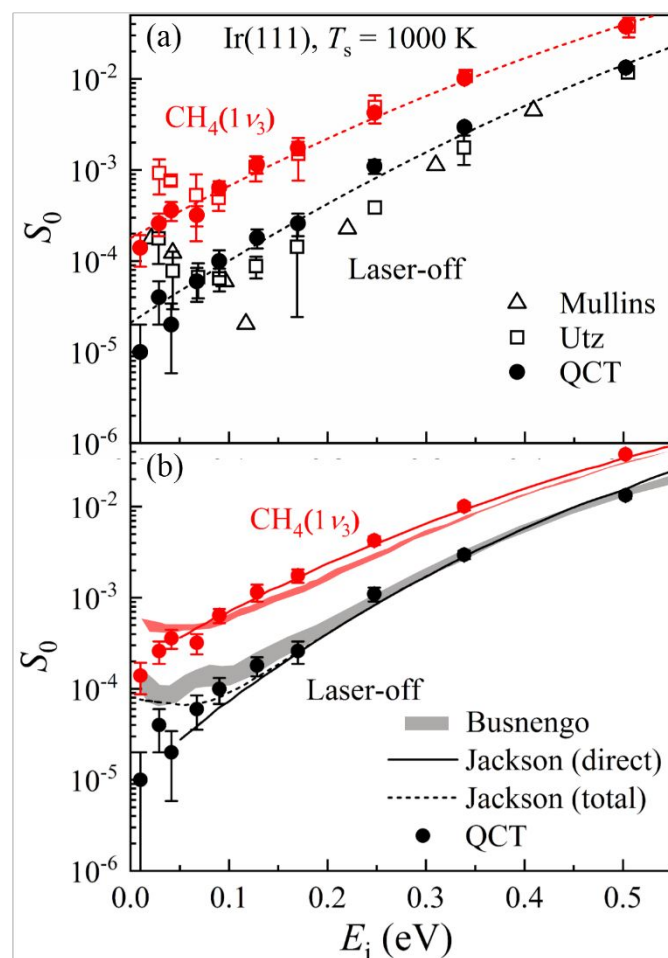 (a) Ir(111), Tₛ = 1000 K
10⁻²
CH₄(1ν₃)
10⁻³
S₀
10⁻⁴
Laser-off
Mullins
10⁻⁵
Utz
QCT
10⁻⁶
(b)
10⁻²
CH₄(1ν₃)
10⁻³
S₀
10⁻⁴
Laser-off
Busnengo
10⁻⁵
Jackson (direct)
Jackson (total)
QCT
10⁻⁶
0.0 0.1 0.2 0.3 0.4 0.5
Eᵢ (eV)